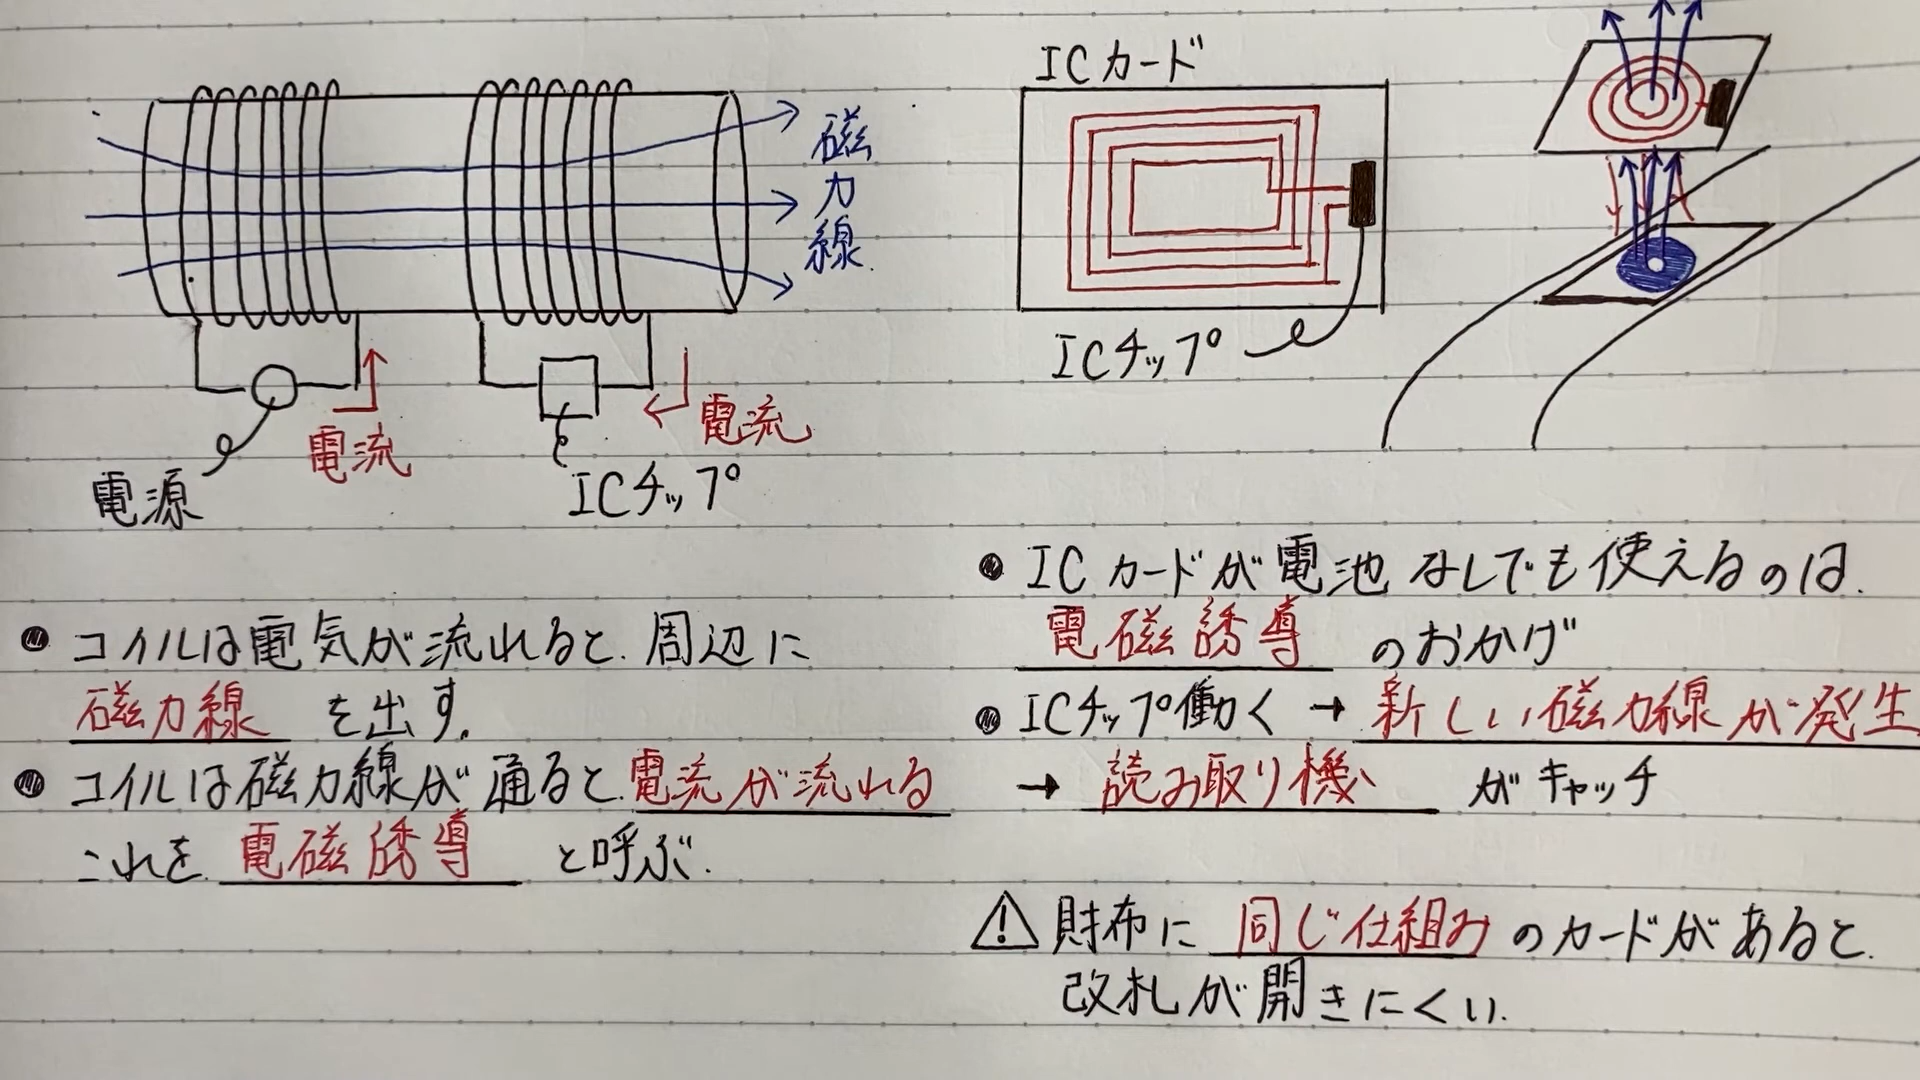 磁力線
電源
電流
ICチップ
電流
ICカード
ICチップ
●コイルは電気が流れると、周辺に
磁力線 を出す。
●コイルは磁力線が通ると、電流が流れる
これを 電磁誘導 と呼ぶ.
●ICカードが電池なしでも使えるのは、
電磁誘導 のおかげ
●ICチップ働く→新しい磁力線が発生
→読み取り機 がキャッチ
⚠財布に 同じ仕組み のカードがあると、
改札が開きにくい.